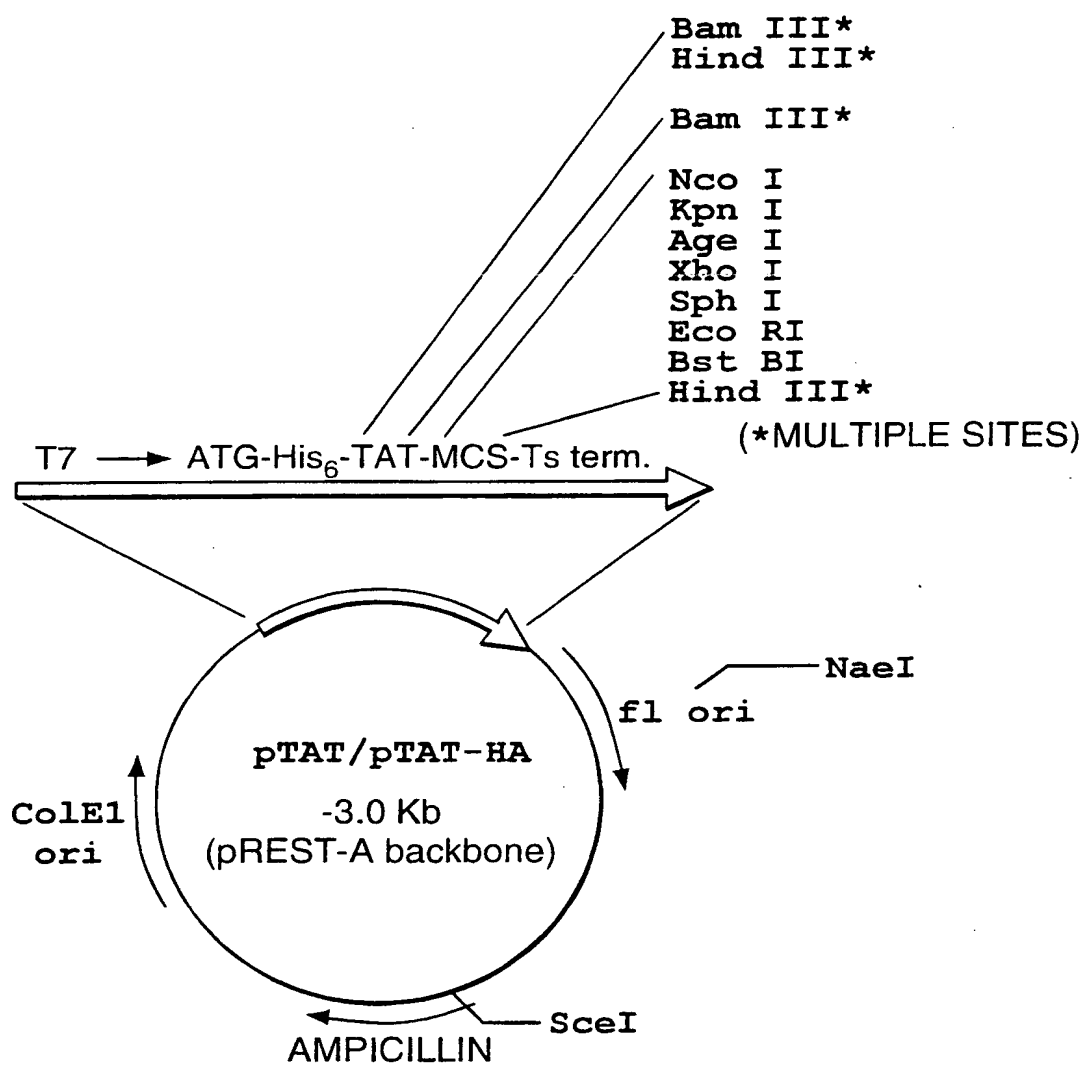 Bam III*
Hind III*
Bam III*
Nco I
Kpn I
Age I
Xho I
Sph I
Eco RI
Bst BI
Hind III*
(*MULTIPLE SITES)
T7 → ATG-His₆-TAT-MCS-Ts term.
NaeI
f1 ori
pTAT/pTAT-HA
-3.0 Kb
(pREST-A backbone)
ColE1
ori
SceI
AMPICILLIN